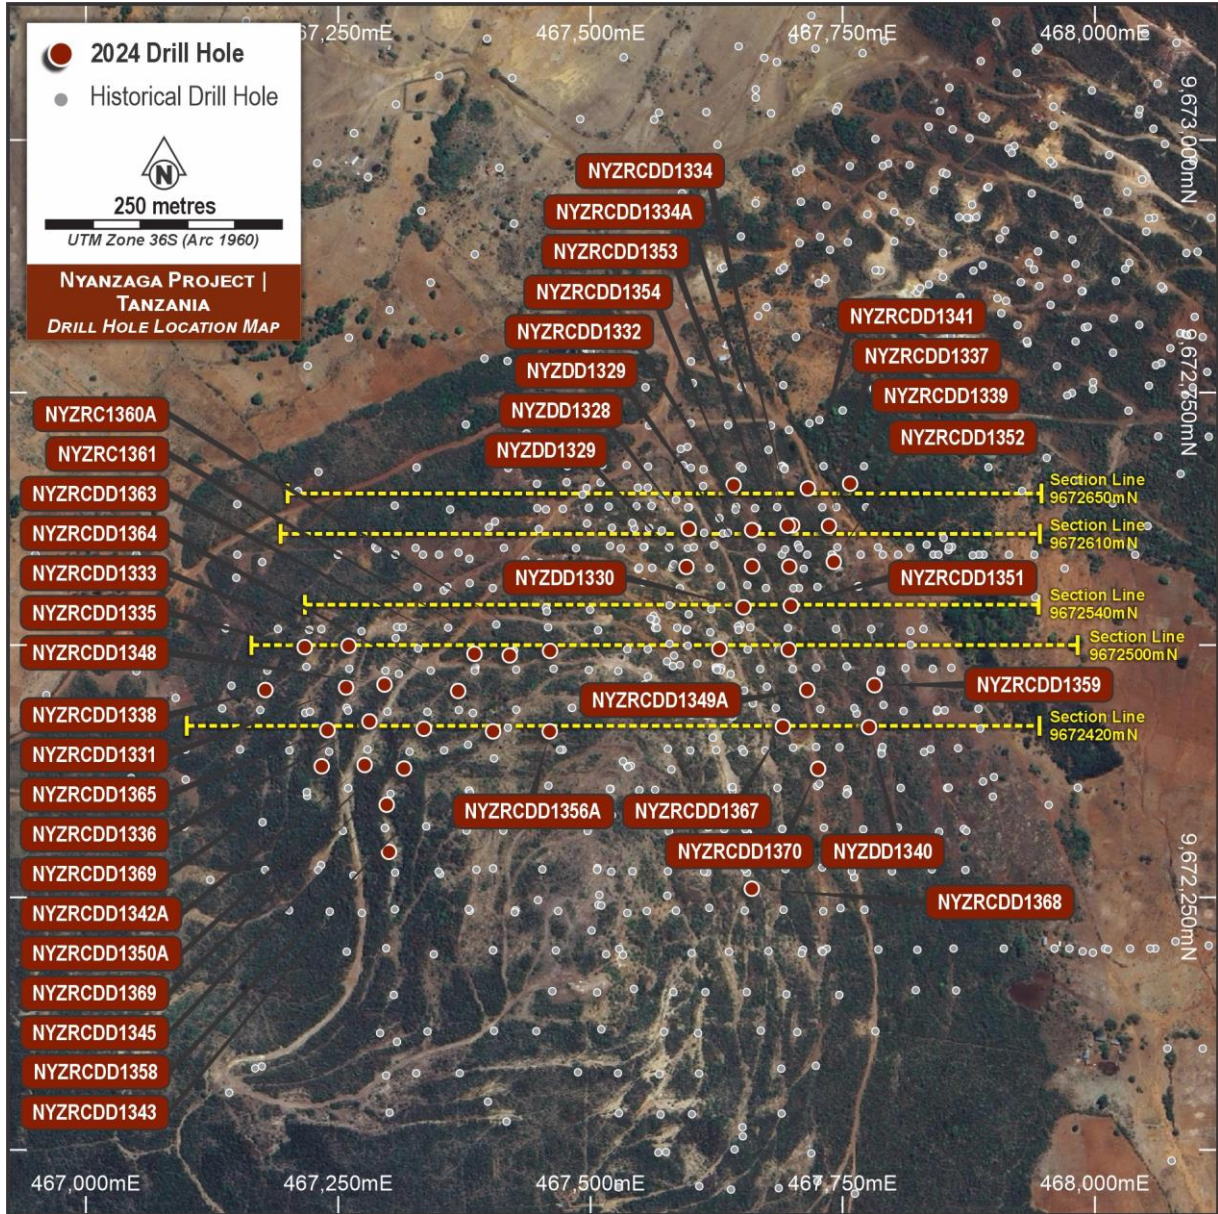 2024 Drill Hole
Historical Drill Hole
N
250 metres
UTM Zone 36S (Arc 1960)
NYANZAGA PROJECT |
TANZANIA
DRILL HOLE LOCATION MAP
67,250mE
467,500mE
467,750mE
468,000mE
9,673,000mN
9,672,750mN
9,672,250mN
NYZRCDD1334
NYZRCDD1334A
NYZRCDD1353
NYZRCDD1354
NYZRCDD1332
NYZDD1329
NYZDD1328
NYZDD1329
NYZRCDD1341
NYZRCDD1337
NYZRCDD1339
NYZRCDD1352
NYZRC1360A
NYZRC1361
NYZRCDD1363
NYZRCDD1364
NYZRCDD1333
NYZRCDD1335
NYZRCDD1348
NYZRCDD1338
NYZRCDD1331
NYZRCDD1365
NYZRCDD1336
NYZRCDD1369
NYZRCDD1342A
NYZRCDD1350A
NYZRCDD1369
NYZRCDD1345
NYZRCDD1358
NYZRCDD1343
Section Line
9672650mN
Section Line
9672610mN
Section Line
9672540mN
Section Line
9672500mN
Section Line
9672420mN
NYZDD1330
NYZRCDD1351
NYZRCDD1349A
NYZRCDD1359
NYZRCDD1356A
NYZRCDD1367
NYZRCDD1370
NYZDD1340
NYZRCDD1368
467,000mE
467,250mE
467,500mE
467,750mE
468,000mE